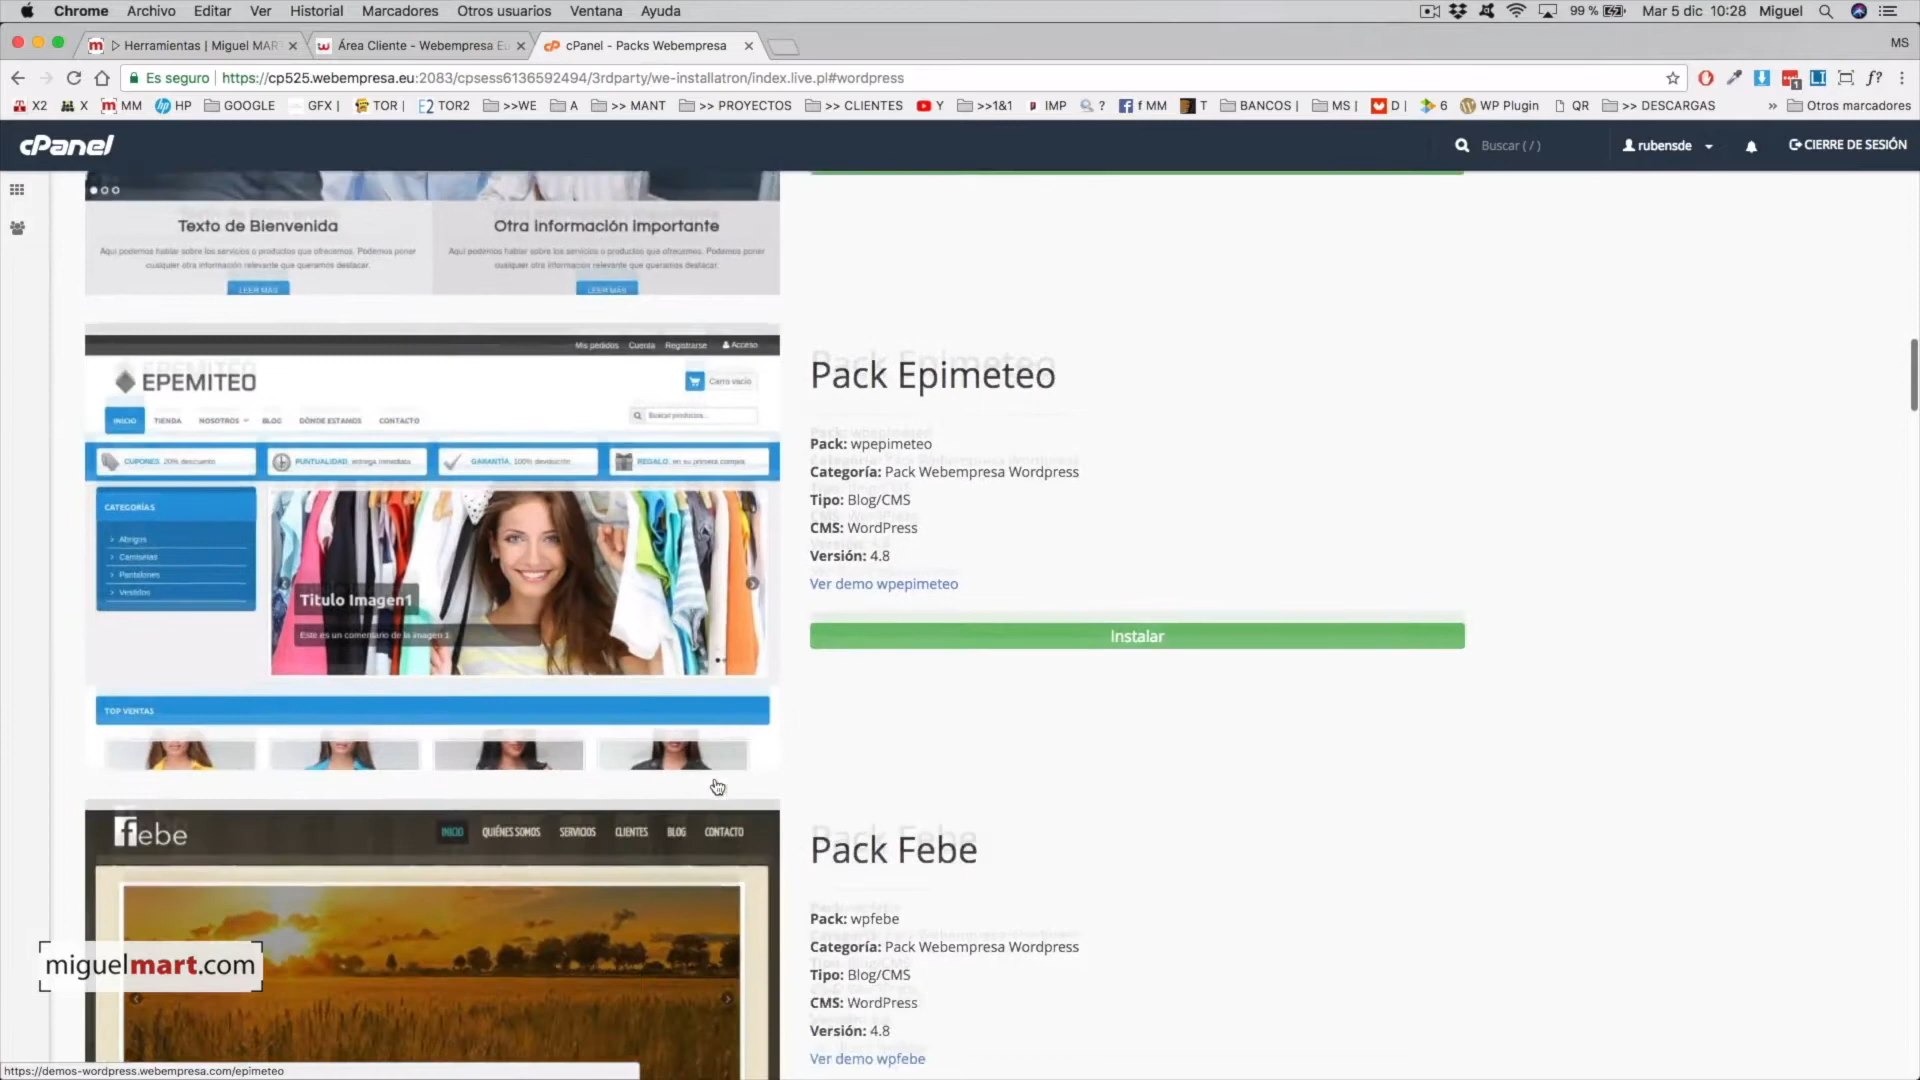 Chrome Archivo Editar Ver Historial Marcadores Otros usuarios Ventana Ayuda 99 % Mar 5 dic 10:28 Miguel
Herramientas | Miguel MAR Área Cliente - Webempresa Eu cPanel - Packs Webempresa MS
Es seguro https://cp525.webempresa.eu:2083/cpsess6136592494/3rdparty/we-installatron/index.live.pl#wordpress
X2 X MM HP GOOGLE GFX | TOR | TOR2 >>WE A >> MANT >> PROYECTOS >> CLIENTES Y >>1&1 IMP ? f MM T BANCOS | MS | D | 6 WP Plugin QR >> DESCARGAS » Otros marcadores
cPanel Buscar ( / ) rubensde CIERRE DE SESIÓN
Texto de Bienvenida Otra información importante
Aqui podemos hablar sobre los servicios o productos que ofrecemos. Podemos poner cualquier otra información relevante que queramos destacar.
Aqui podemos hablar sobre los servicios o productos que ofrecemos. Podemos poner cualquier otra información relevante que queramos destacar.
LEER MAS LEER MAS
Mis pedidos Cuenta Registrarse Acceso
EPEMITEO Carro vacío
Buscar productos...
INICIO TIENDA NOSOTROS BLOG DÓNDE ESTAMOS CONTACTO
CUPONES, 20% descuento PUNTUALIDAD, entrega inmediata GARANTÍA, 100% devolución REGALO, en su primera compra
CATEGORÍAS
Abrigos
Camisetas
Pantalones
Vestidos
Titulo Imagen1
Este es un comentario de la imagen 1
TOP VENTAS
Pack Epimeteo
Pack: wpepimeteo
Categoría: Pack Webempresa Wordpress
Tipo: Blog/CMS
CMS: WordPress
Versión: 4.8
Ver demo wpepimeteo
Instalar
febe INICIO QUIÉNES SOMOS SERVICIOS CLIENTES BLOG CONTACTO
Pack Febe
Pack: wpfebe
Categoría: Pack Webempresa Wordpress
Tipo: Blog/CMS
CMS: WordPress
Versión: 4.8
Ver demo wpfebe
miguelmart.com
https://demos-wordpress.webempresa.com/epimeteo